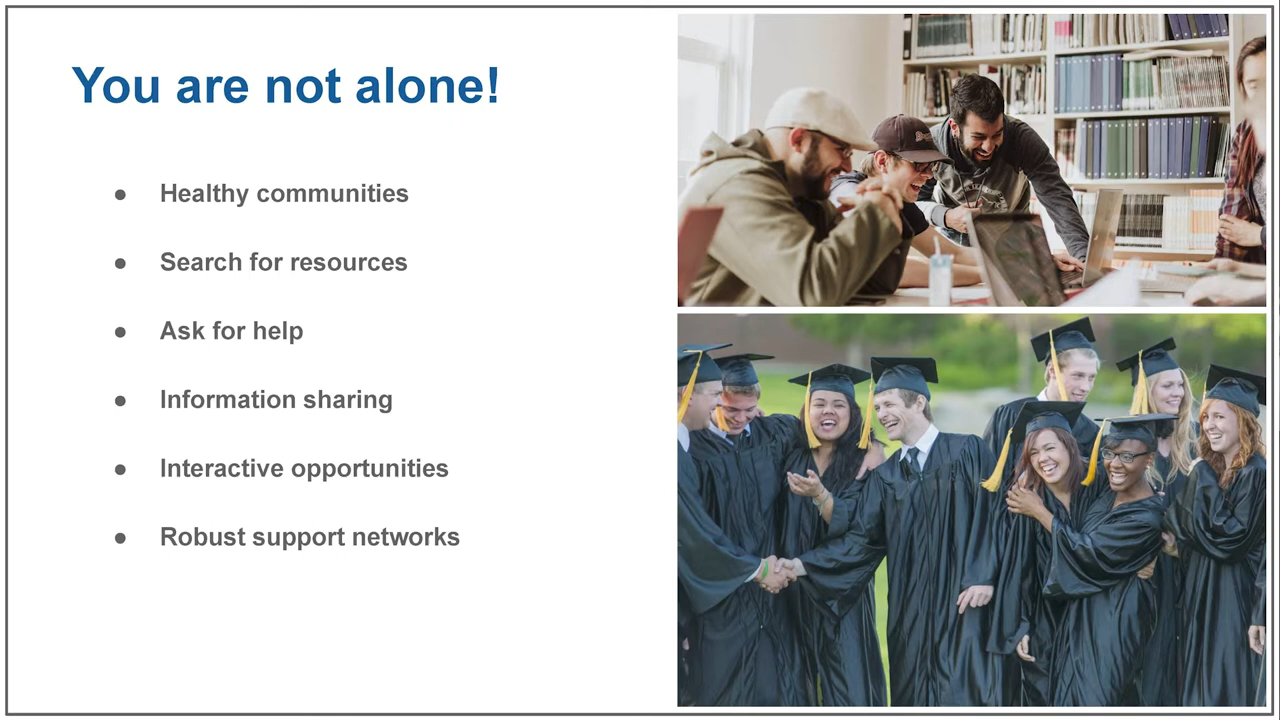 You are not alone!
● Healthy communities
● Search for resources
● Ask for help
● Information sharing
● Interactive opportunities
● Robust support networks